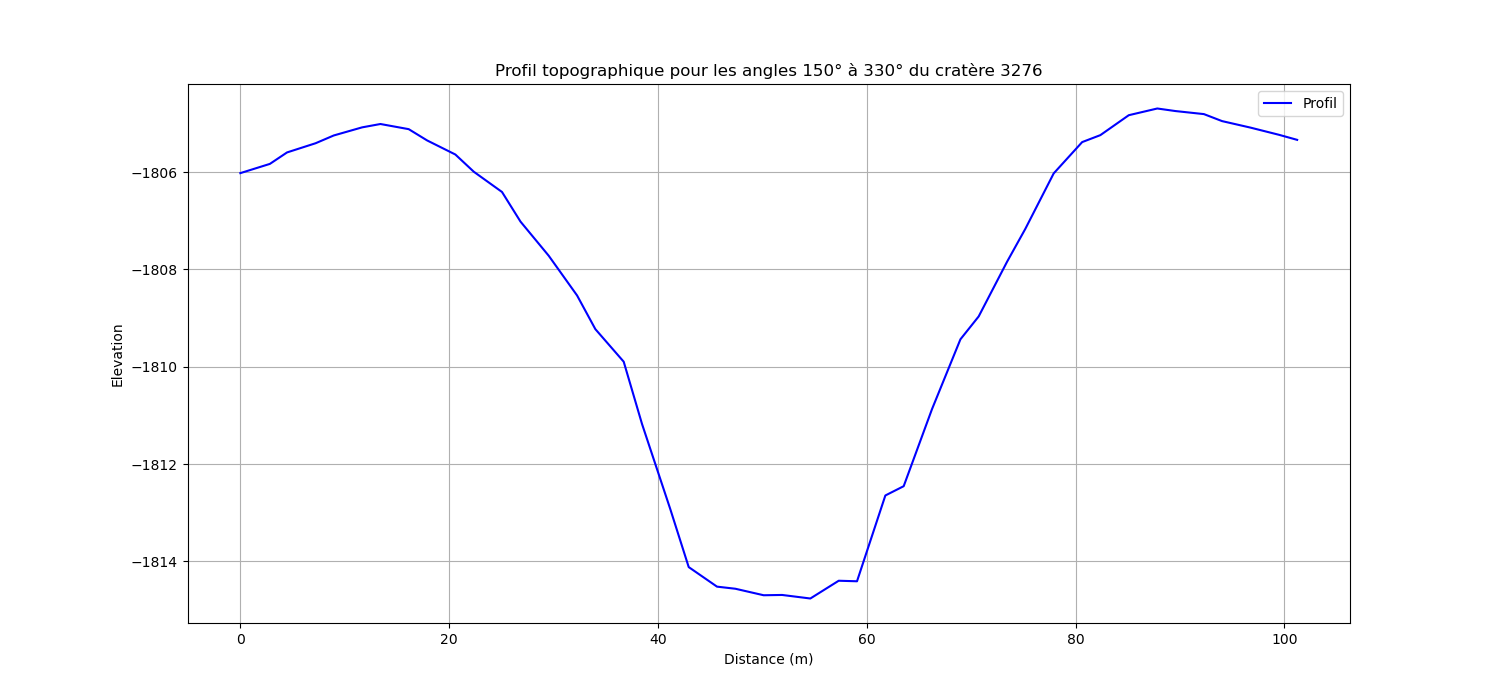 Profil topographique pour les angles 150° à 330° du cratère 3276
Profil
−1806
−1808
−1810
−1812
−1814
Elevation
0 20 40 60 80 100
Distance (m)